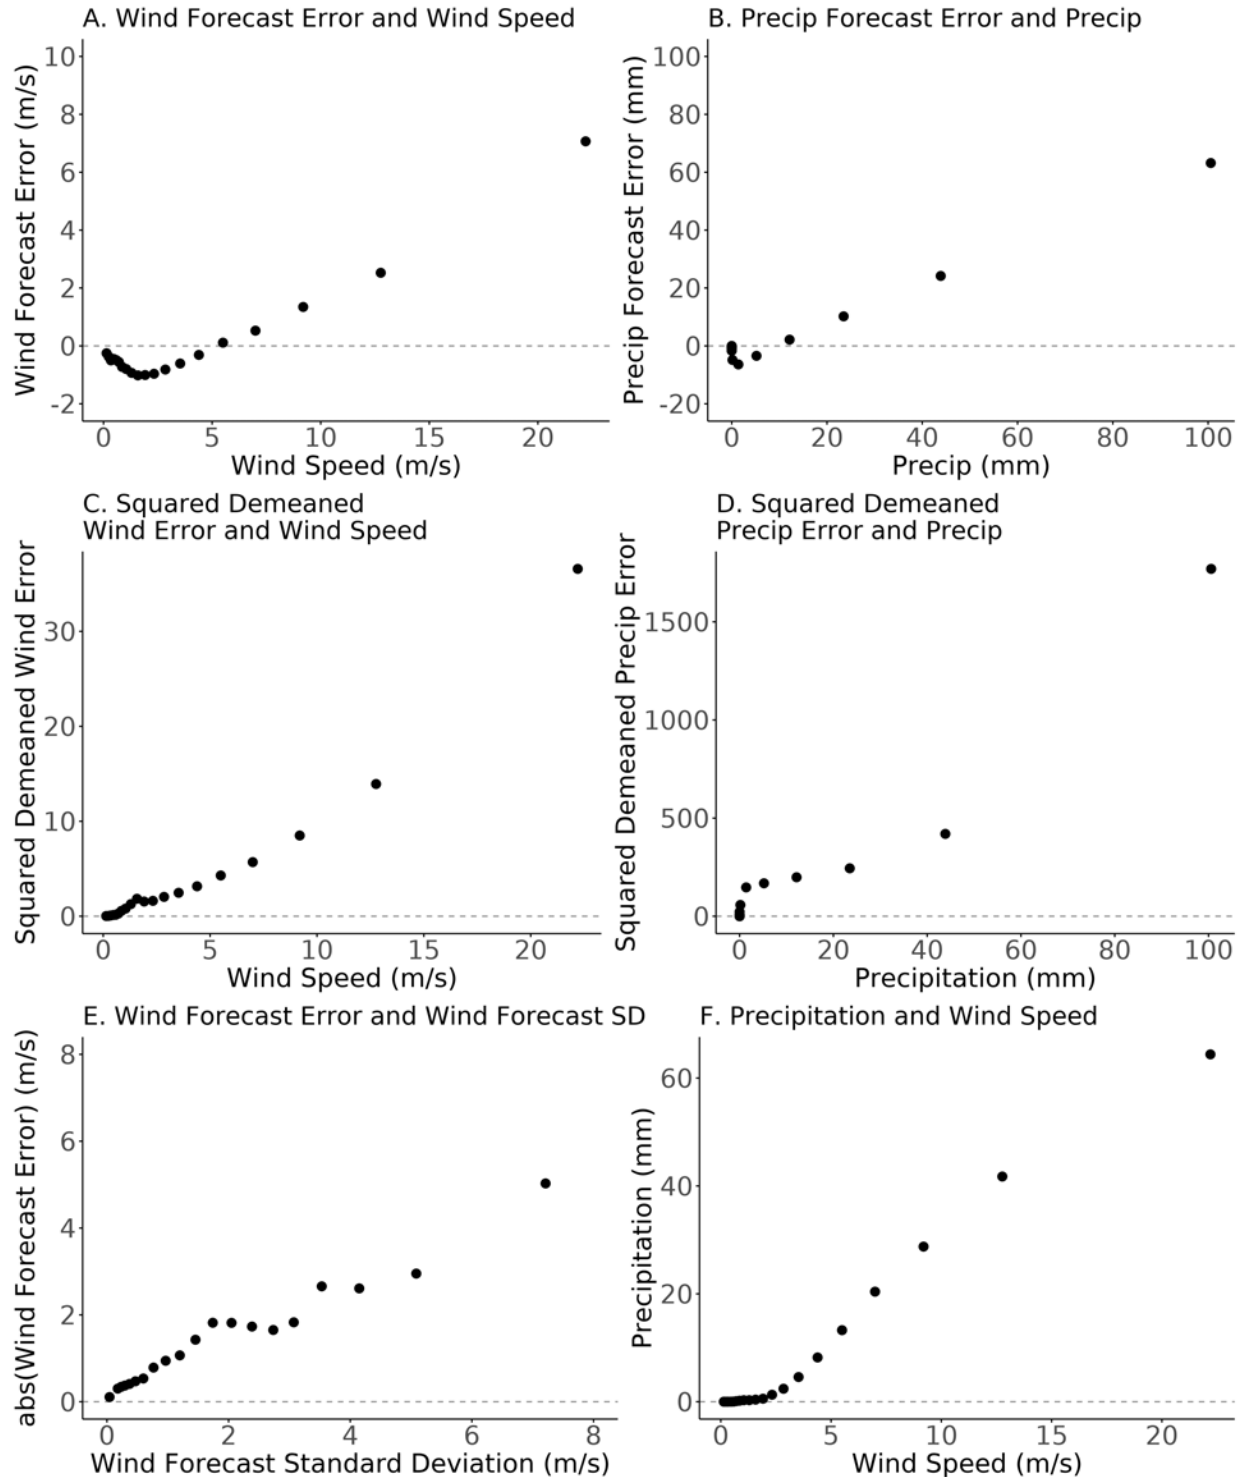 A. Wind Forecast Error and Wind Speed
Wind Forecast Error (m/s)
10
8
6
4
2
0
-2
0 5 10 15 20
Wind Speed (m/s)
B. Precip Forecast Error and Precip
Precip Forecast Error (mm)
100
80
60
40
20
0
-20
0 20 40 60 80 100
Precip (mm)
C. Squared Demeaned
Wind Error and Wind Speed
Squared Demeaned Wind Error
30
20
10
0
0 5 10 15 20
Wind Speed (m/s)
D. Squared Demeaned
Precip Error and Precip
Squared Demeaned Precip Error
1500
1000
500
0
0 20 40 60 80 100
Precipitation (mm)
E. Wind Forecast Error and Wind Forecast SD
abs(Wind Forecast Error) (m/s)
8
6
4
2
0
0 2 4 6 8
Wind Forecast Standard Deviation (m/s)
F. Precipitation and Wind Speed
Precipitation (mm)
60
40
20
0
0 5 10 15 20
Wind Speed (m/s)